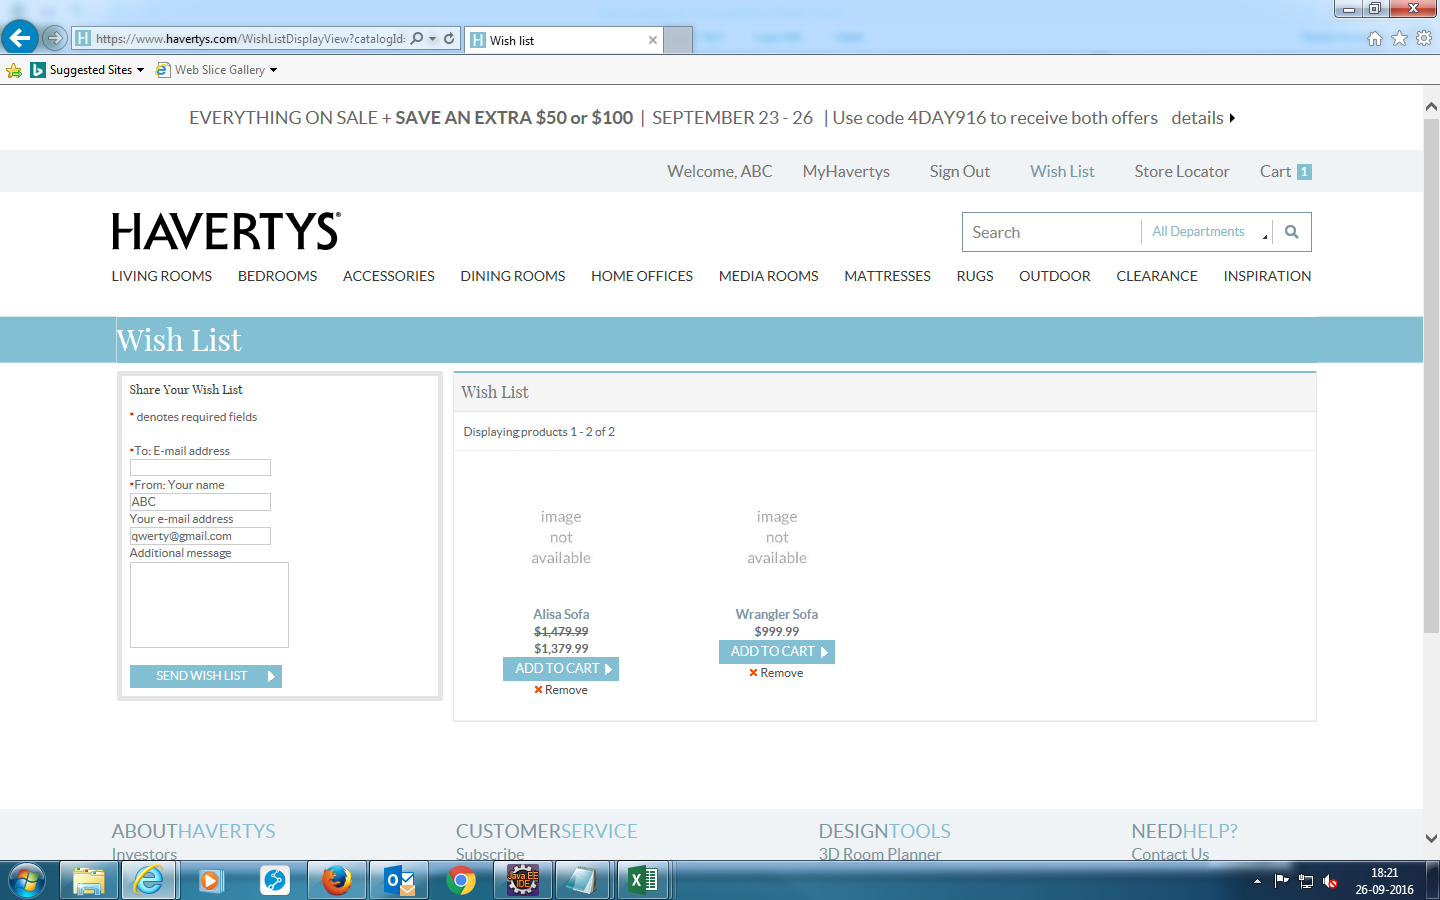 https://www.havertys.com/WishListDisplayView?catalogId:
Wish list
Suggested Sites
Web Slice Gallery
EVERYTHING ON SALE + SAVE AN EXTRA $50 or $100 | SEPTEMBER 23 - 26 | Use code 4DAY916 to receive both offers details
Welcome, ABC MyHavertys Sign Out Wish List Store Locator Cart 1
HAVERTYS®
Search All Departments
LIVING ROOMS BEDROOMS ACCESSORIES DINING ROOMS HOME OFFICES MEDIA ROOMS MATTRESSES RUGS OUTDOOR CLEARANCE INSPIRATION
Wish List
Share Your Wish List
* denotes required fields
*To: E-mail address
*From: Your name
ABC
Your e-mail address
qwerty@gmail.com
Additional message
SEND WISH LIST
Wish List
Displaying products 1 - 2 of 2
image
not
available
Alisa Sofa
$1,479.99
$1,379.99
ADD TO CART
Remove
image
not
available
Wrangler Sofa
$999.99
ADD TO CART
Remove
ABOUTHAVERTYS
Investors
CUSTOMERSERVICE
Subscribe
DESIGNTOOLS
3D Room Planner
NEEDHELP?
Contact Us
Java EE
IDE
18:21
26-09-2016